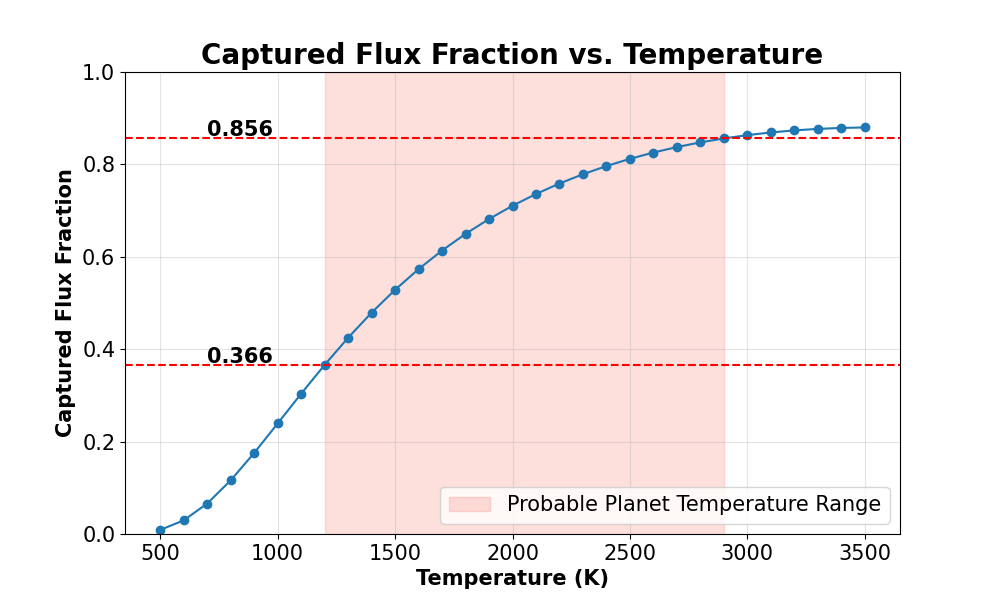 Captured Flux Fraction vs. Temperature
Captured Flux Fraction
1.0
0.8
0.6
0.4
0.2
0.0
0.856
0.366
Probable Planet Temperature Range
500 1000 1500 2000 2500 3000 3500
Temperature (K)